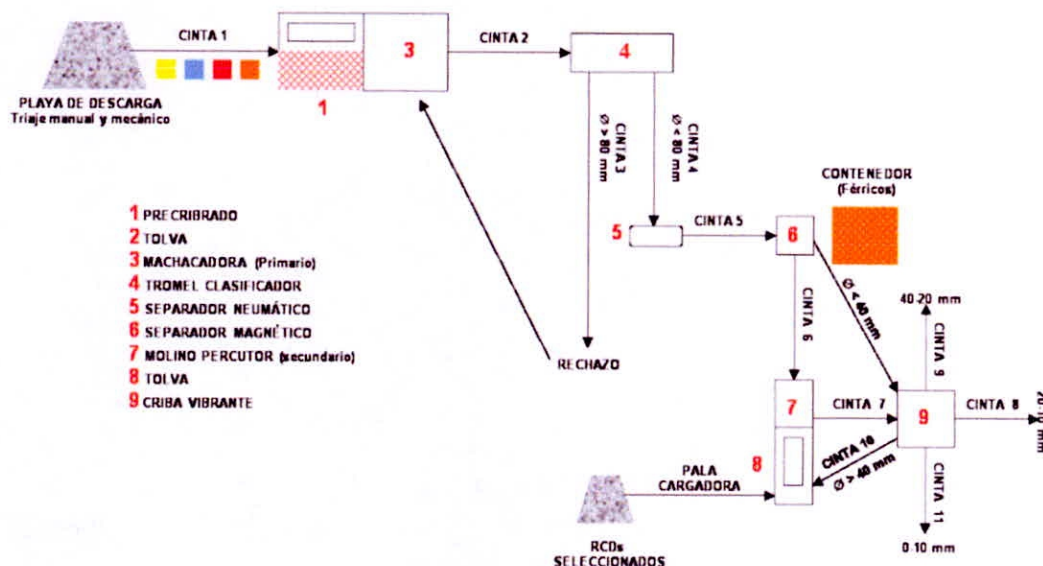 CINTA 1
3
CINTA 2
4
PLAYA DE DESCARGA
Triaje manual y mecánico
1
CINTA 3
Ø > 80 mm
CINTA 4
Ø < 80 mm
CONTENEDOR
(Férricos)
1 PRECRIBRADO
2 TOLVA
3 MACHACADORA (Primario)
4 TROMEL CLASIFICADOR
5 SEPARADOR NEUMÁTICO
6 SEPARADOR MAGNÉTICO
7 MOLINO PERCUTOR (secundario)
8 TOLVA
9 CRIBA VIBRANTE
5
CINTA 5
6
CINTA 6
40-20 mm
CINTA 9
RECHAZO
7
CINTA 7
9
CINTA 8
8
CINTA 10
Ø > 40 mm
PALA
CARGADORA
CINTA 11
0-10 mm
RCDs
SELECCIONADOS